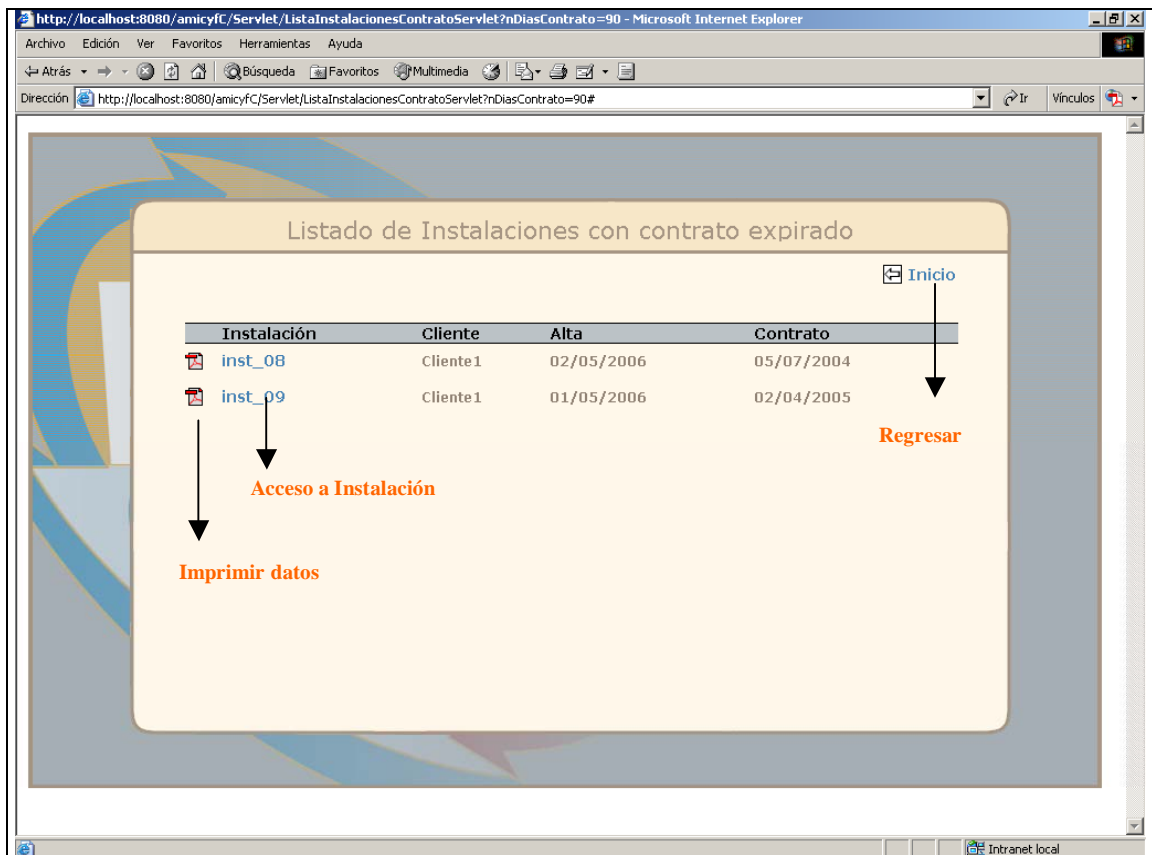 http://localhost:8080/amicyfC/Servlet/ListaInstalacionesContratoServlet?nDiasContrato=90 - Microsoft Internet Explorer
Archivo Edición Ver Favoritos Herramientas Ayuda
Atrás Búsqueda Favoritos Multimedia
Dirección http://localhost:8080/amicyfC/Servlet/ListaInstalacionesContratoServlet?nDiasContrato=90# Ir Vínculos
Listado de Instalaciones con contrato expirado
Inicio
Instalación Cliente Alta Contrato
inst_08 Cliente1 02/05/2006 05/07/2004
inst_09 Cliente1 01/05/2006 02/04/2005
Regresar
Acceso a Instalación
Imprimir datos
Intranet local